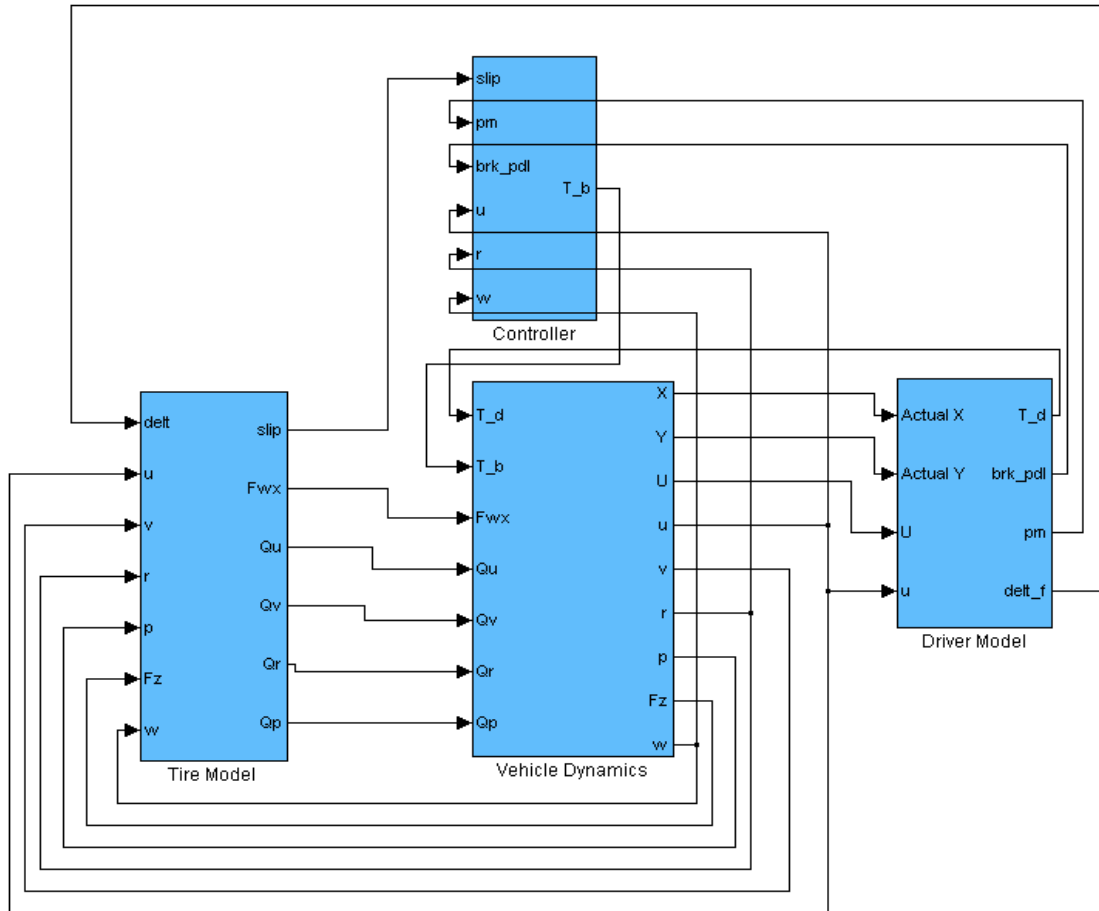 slip
pm
brk_pdl
T_b
u
r
w
Controller
delt
slip
u
Fwx
v
Qu
r
Qv
p
Qr
Fz
Qp
w
Tire Model
T_d
X
T_b
Y
U
Fwx
u
Qu
v
Qv
r
Qr
p
Fz
Qp
w
Vehicle Dynamics
Actual X
T_d
Actual Y
brk_pdl
U
pm
u
delt_f
Driver Model